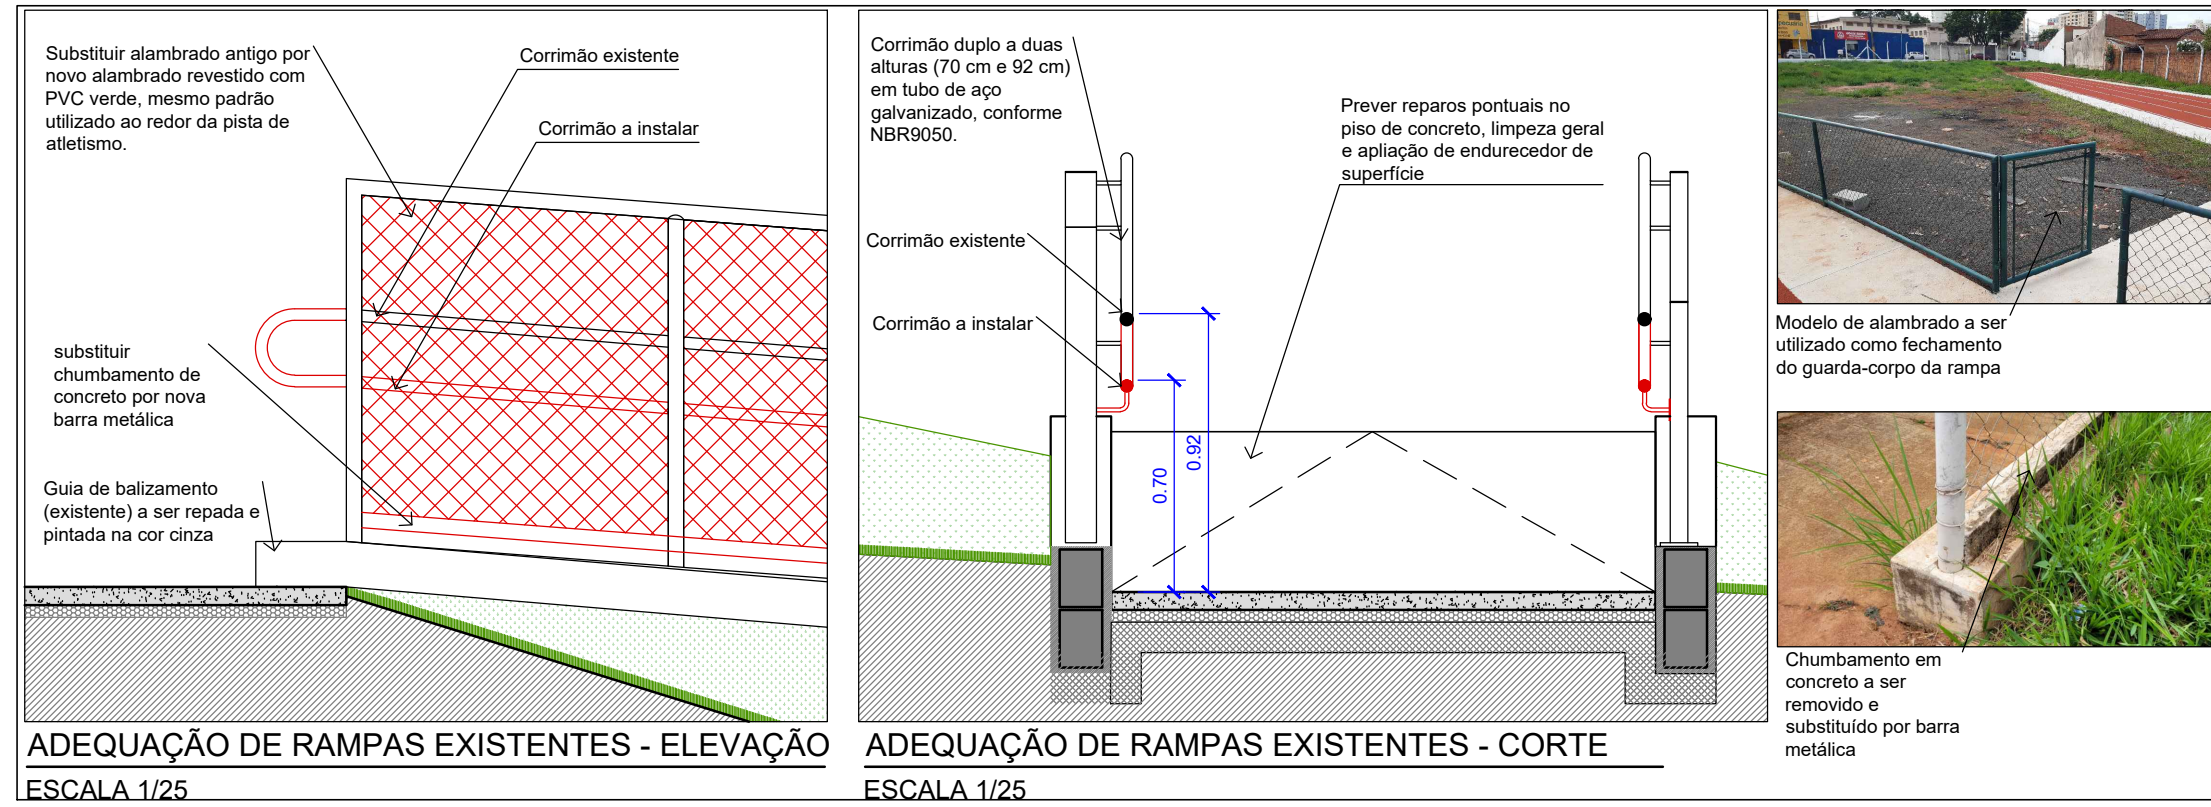 Substituir alambrado antigo por
novo alambrado revestido com
PVC verde, mesmo padrão
utilizado ao redor da pista de
atletismo.
Corrimão existente
Corrimão a instalar
substituir
chumbamento de
concreto por nova
barra metálica
Guia de balizamento
(existente) a ser repada e
pintada na cor cinza
ADEQUAÇÃO DE RAMPAS EXISTENTES - ELEVAÇÃO
ESCALA 1/25
Corrimão duplo a duas
alturas (70 cm e 92 cm)
em tubo de aço
galvanizado, conforme
NBR9050.
Prever reparos pontuais no
piso de concreto, limpeza geral
e apliação de endurecedor de
superfície
Corrimão existente
Corrimão a instalar
0.70
0.92
ADEQUAÇÃO DE RAMPAS EXISTENTES - CORTE
ESCALA 1/25
Modelo de alambrado a ser
utilizado como fechamento
do guarda-corpo da rampa
Chumbamento em
concreto a ser
removido e
substituído por barra
metálica